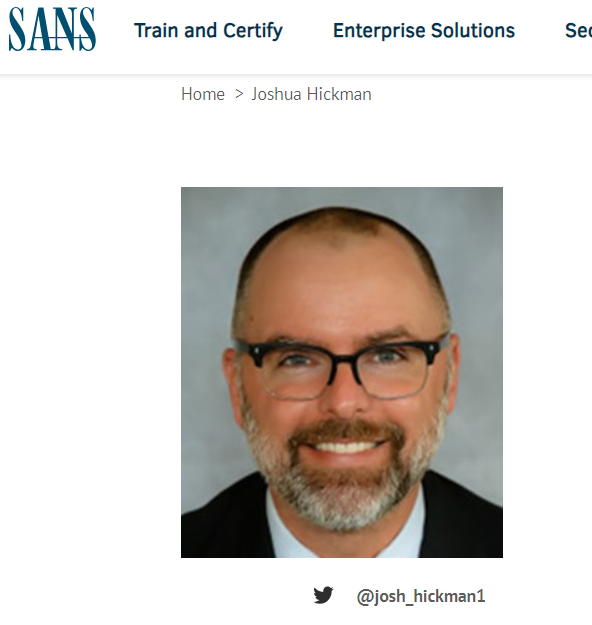 SANS Train and Certify Enterprise Solutions
Home > Joshua Hickman
@josh_hickman1